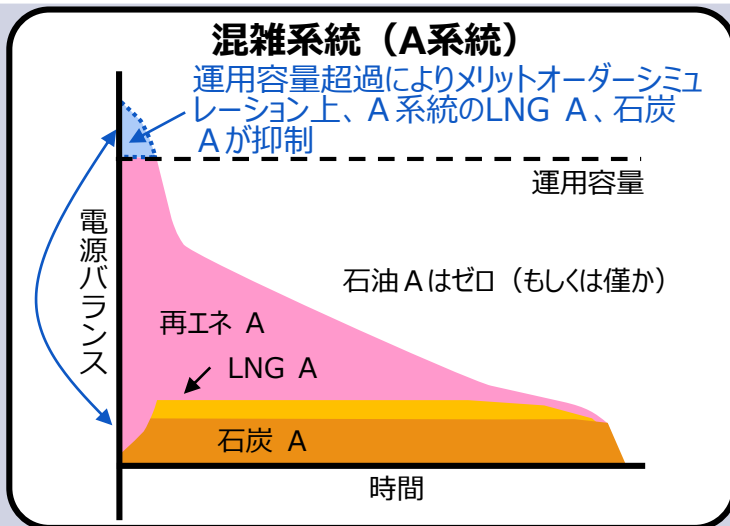 混雑系統（A系統）
運用容量超過によりメリットオーダーシミュ
レーション上、A 系統のLNG A 、石炭
A が抑制
運用容量
電源バランス
石油 A はゼロ（もしくは僅か）
再エネ A
LNG A
石炭 A
時間